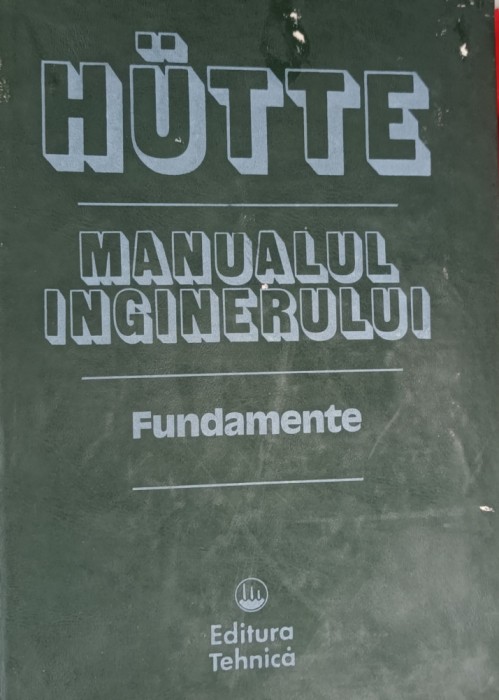 HÜTTE
MANUALUL
INGINERULUI
Fundamente
Editura
Tehnică